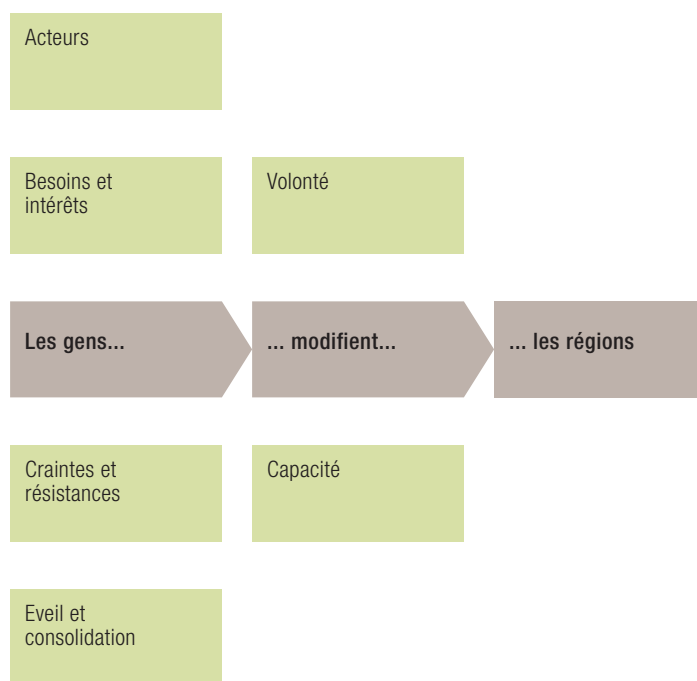 Acteurs
Besoins et
intérêts
Volonté
Les gens...
... modifient...
... les régions
Craintes et
résistances
Capacité
Eveil et
consolidation